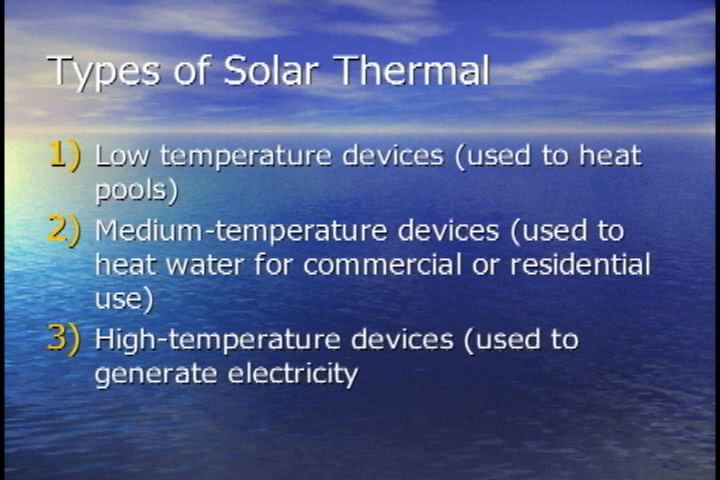 Types of Solar Thermal
1) Low temperature devices (used to heat
pools)
2) Medium-temperature devices (used to
heat water for commercial or residential
use)
3) High-temperature devices (used to
generate electricity